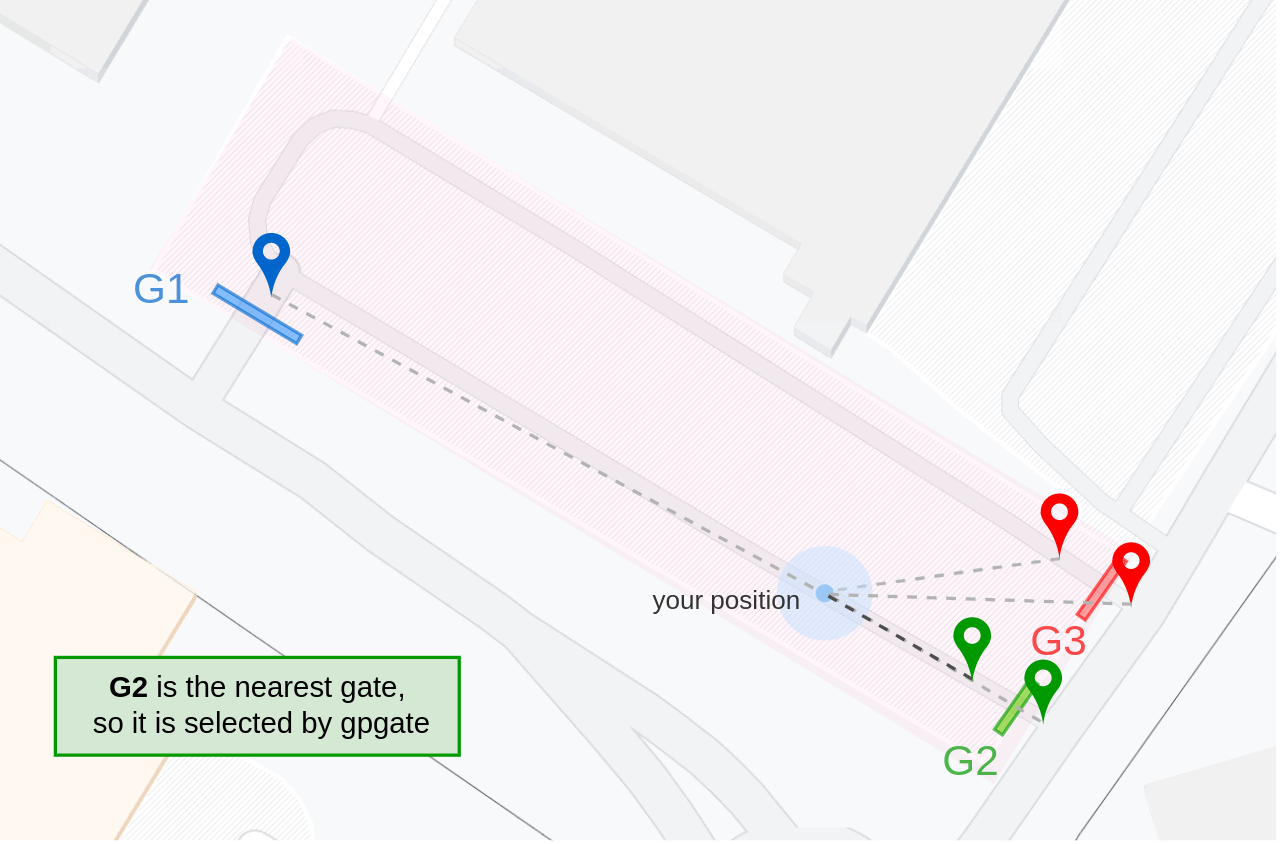 G1
your position
G3
G2 is the nearest gate,
so it is selected by gpgate
G2